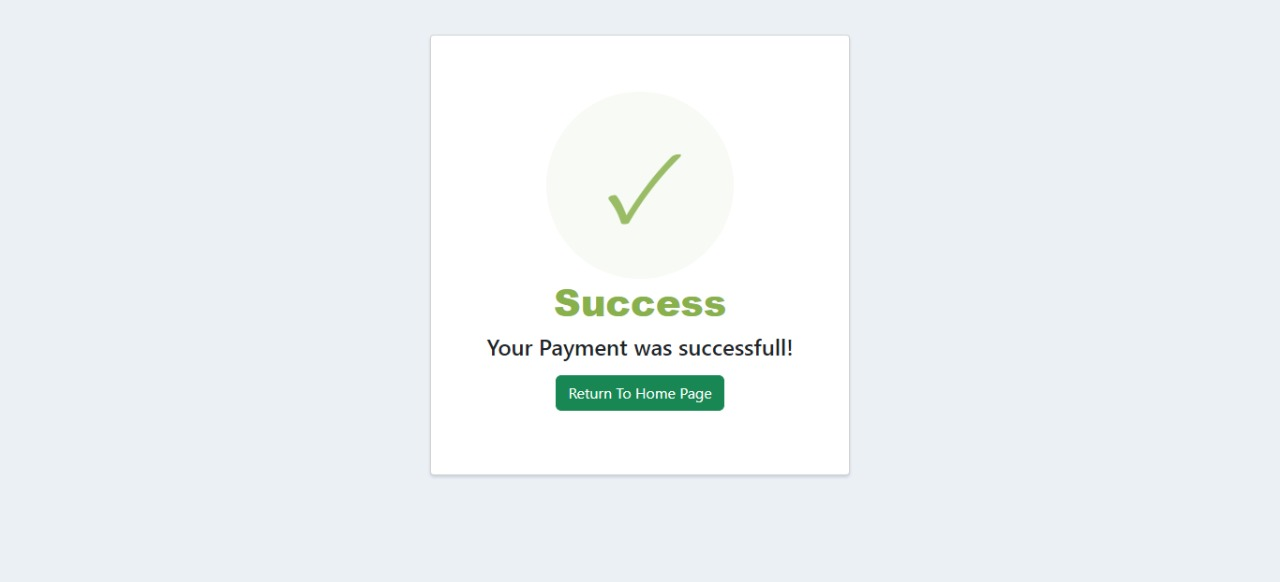 Success
Your Payment was successfull!
Return To Home Page